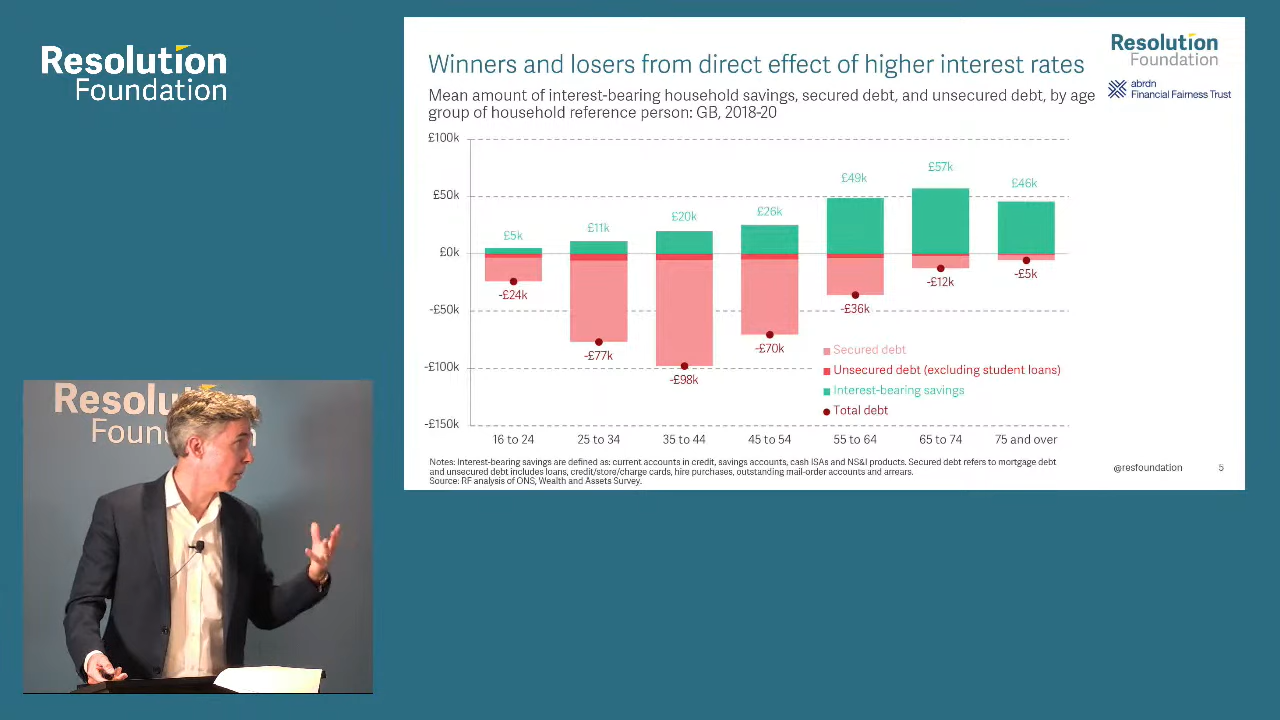 Resolution
Foundation
Winners and losers from direct effect of higher interest rates
Resolution
Foundation
abrdn
Financial Fairness Trust
Mean amount of interest-bearing household savings, secured debt, and unsecured debt, by age
group of household reference person: GB, 2018-20
£100k
£50k
£0k
-£50k
-£100k
-£150k
£5k
£11k
£20k
£26k
£49k
£57k
£46k
-£24k
-£77k
-£98k
-£70k
-£36k
-£12k
-£5k
Secured debt
Unsecured debt (excluding student loans)
Interest-bearing savings
Total debt
16 to 24
25 to 34
35 to 44
45 to 54
55 to 64
65 to 74
75 and over
Notes: Interest-bearing savings are defined as: current accounts in credit, savings accounts, cash ISAs and NS&I products. Secured debt refers to mortgage debt
and unsecured debt includes loans, credit/store/charge cards, hire purchases, outstanding mail-order accounts and arrears.
Source: RF analysis of ONS, Wealth and Assets Survey.
@resfoundation
5